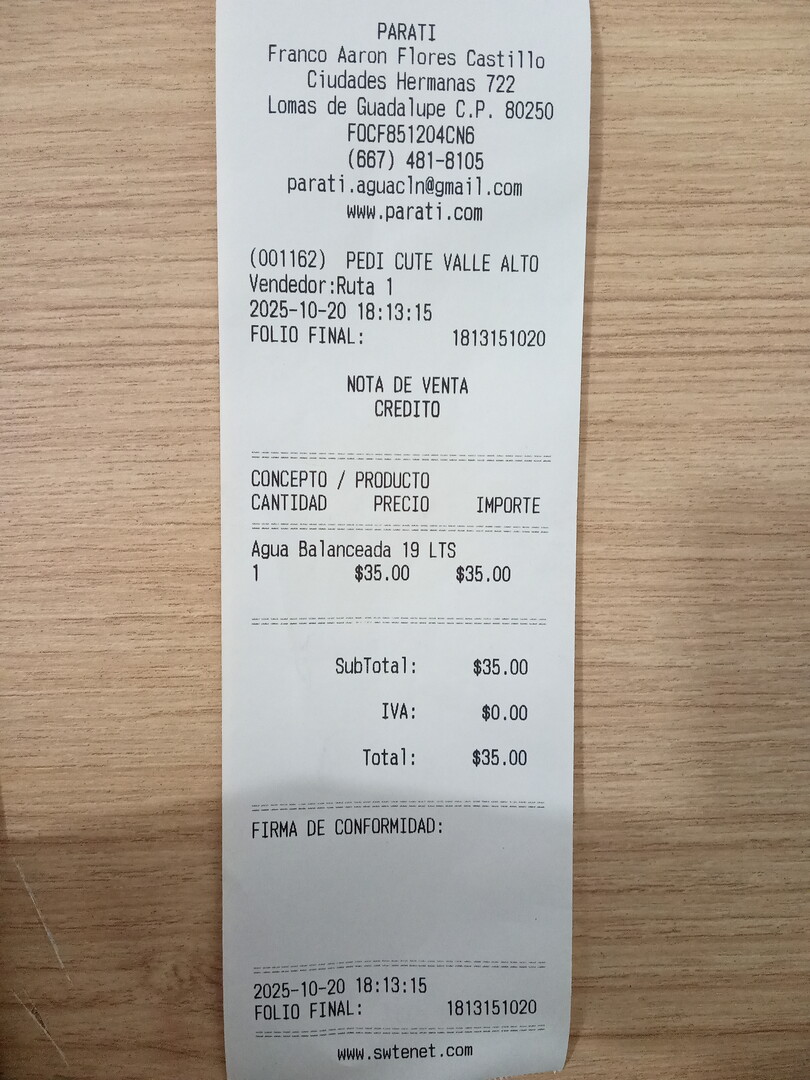 PARATI
Franco Aaron Flores Castillo
Ciudades Hermanas 722
Lomas de Guadalupe C.P. 80250
FOCF851204CN6
(667) 481-8105
parati.aguacln@gmail.com
www.parati.com
(001162) PEDI CUTE VALLE ALTO
Vendedor:Ruta 1
2025-10-20 18:13:15
FOLIO FINAL: 1813151020
NOTA DE VENTA
CREDITO
CONCEPTO / PRODUCTO
CANTIDAD PRECIO IMPORTE
Agua Balanceada 19 LTS
1 $35.00 $35.00
SubTotal: $35.00
IVA: $0.00
Total: $35.00
FIRMA DE CONFORMIDAD:
2025-10-20 18:13:15
FOLIO FINAL: 1813151020
www.swtenet.com